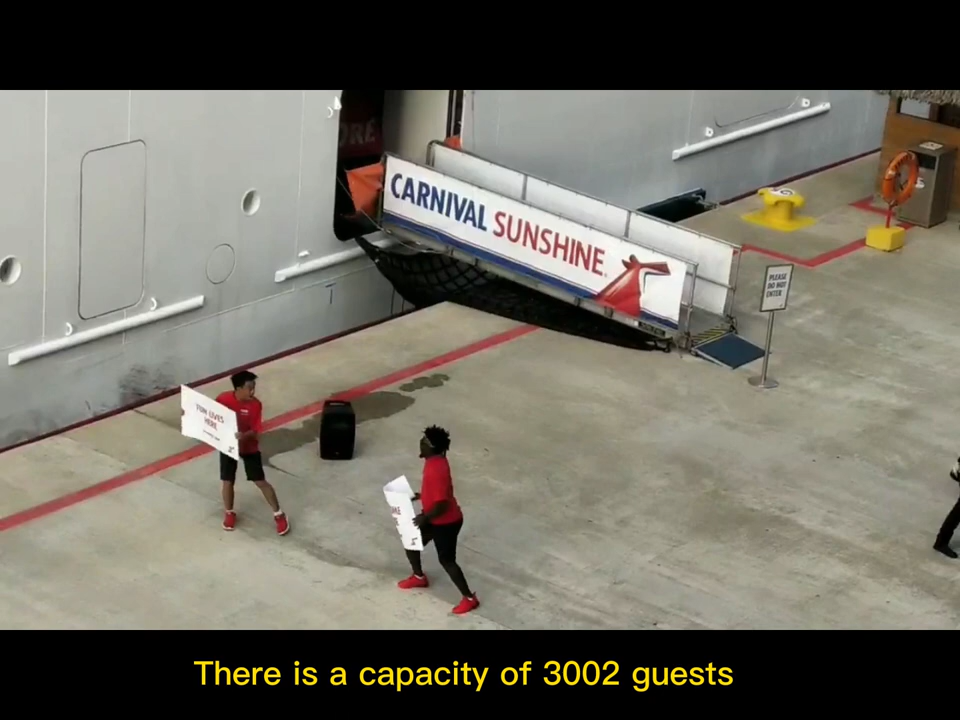 CARNIVAL SUNSHINE
PLEASE
DO NOT
ENTER
FUN LIVES
HERE
There is a capacity of 3002 guests